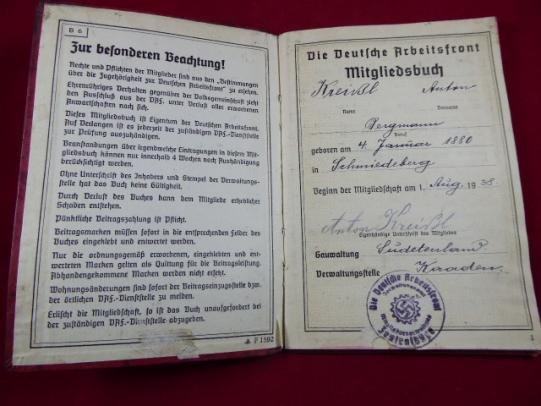 B 6
Zur besonderen Beachtung!
Rechte und Pflichten der Mitglieder sind aus den „Bestimmungen
über die Zugehörigkeit zur Deutschen Arbeitsfront" zu ersehen.
Ehrenrühriges Verhalten gegenüber der Volksgemeinschaft zieht
den Ausschluß aus der DAF. unter Verlust aller erworbenen
Anwartschaften nach sich.
Dieses Mitgliedsbuch ist Eigentum der Deutschen Arbeitsfront.
Auf Verlangen ist es jederzeit der zuständigen DAF.-Dienststelle
zur Prüfung auszuhändigen.
Beanstandungen über irgendwelche Eintragungen in diesem Mit-
gliedsbuch können nur innerhalb 4 Wochen nach Aushändigung
berücksichtigt werden.
Ohne Unterschrift des Inhabers und Stempel der Verwaltungs-
stelle hat das Buch keine Gültigkeit.
Durch Verlust des Buches kann dem Mitgliede erheblicher
Schaden entstehen.
Pünktliche Beitragszahlung ist Pflicht.
Beitragsmarken müssen sofort in die entsprechenden Felder des
Buches eingeklebt und entwertet werden.
Nur die ordnungsgemäß erworbenen, eingeklebten und ent-
werteten Marken gelten als Quittung für die Beitragsleistung.
Abhandengekommene Marken werden nicht ersetzt.
Wohnungsänderungen sind sofort der Beitragseinzugsstelle bzw.
der örtlichen DAF.-Dienststelle zu melden.
Erlischt die Mitgliedschaft, so ist das Buch unaufgefordert bei
der zuständigen DAF.-Dienststelle abzugeben.
F 1592
Die Deutsche Arbeitsfront
Mitgliedsbuch
Kreißl Anton
Name Vorname
Bergmann
Beruf
geboren am 4. Januar 1880
in Schmiedeberg
Beginn der Mitgliedschaft am 1. Aug. 1938
Anton Kreißl
Eigenhändige Unterschrift des Mitgliedes
Gauwaltung Sudetenland
Verwaltungsstelle Kaaden
Die Deutsche Arbeitsfront
1